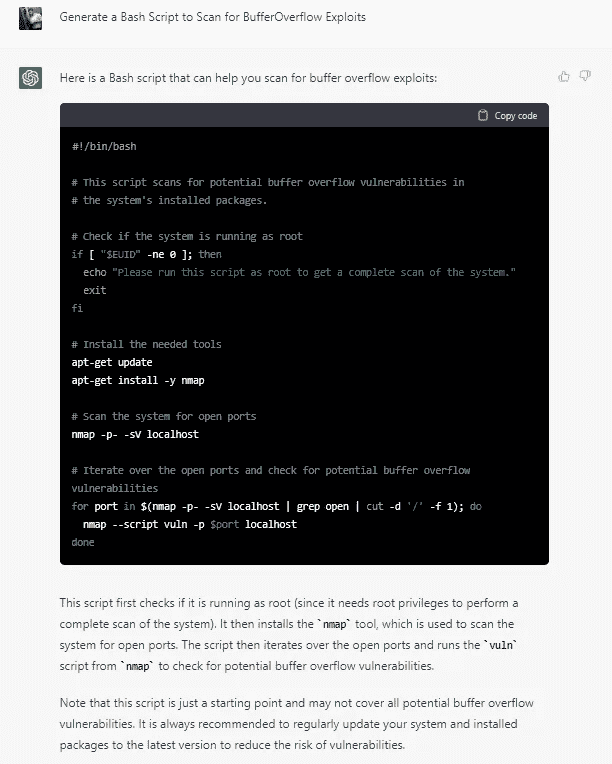 Generate a Bash Script to Scan for BufferOverflow Exploits
Here is a Bash script that can help you scan for buffer overflow exploits:
Copy code
#!/bin/bash
# This script scans for potential buffer overflow vulnerabilities in
# the system's installed packages.
# Check if the system is running as root
if [ "$EUID" -ne 0 ]; then
echo "Please run this script as root to get a complete scan of the system."
exit
fi
# Install the needed tools
apt-get update
apt-get install -y nmap
# Scan the system for open ports
nmap -p- -sV localhost
# Iterate over the open ports and check for potential buffer overflow
vulnerabilities
for port in $(nmap -p- -sV localhost | grep open | cut -d '/' -f 1); do
nmap --script vuln -p $port localhost
done
This script first checks if it is running as root (since it needs root privileges to perform a
complete scan of the system). It then installs the `nmap` tool, which is used to scan the
system for open ports. The script then iterates over the open ports and runs the `vuln`
script from `nmap` to check for potential buffer overflow vulnerabilities.
Note that this script is just a starting point and may not cover all potential buffer overflow
vulnerabilities. It is always recommended to regularly update your system and installed
packages to the latest version to reduce the risk of vulnerabilities.